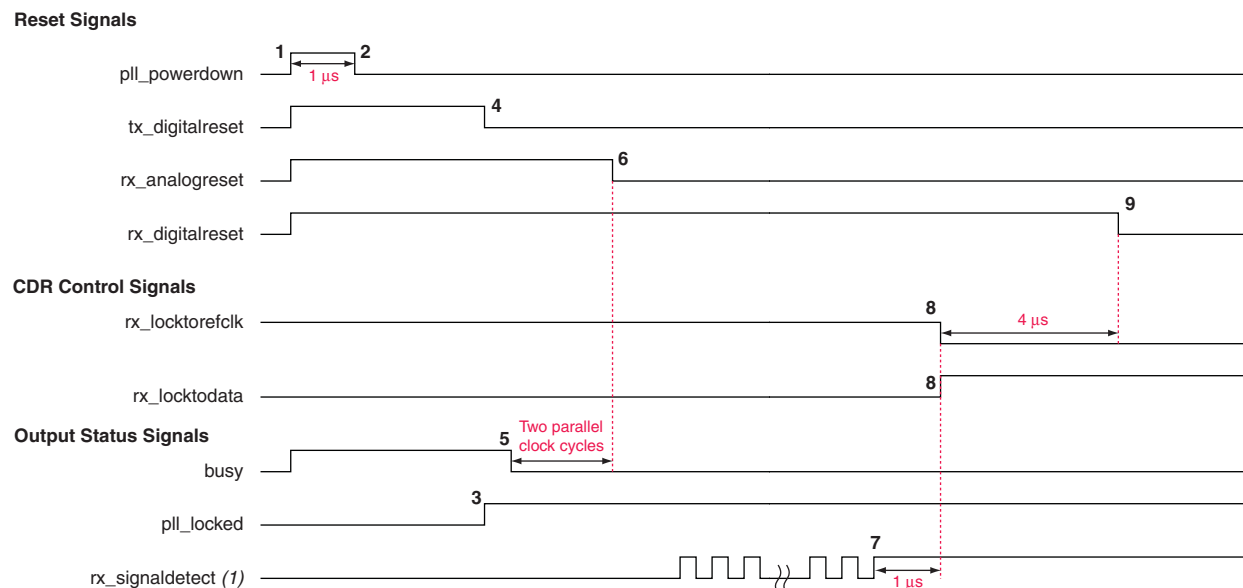 Reset Signals
1 2
pll_powerdown
1 μs
4
tx_digitalreset
6
rx_analogreset
9
rx_digitalreset
CDR Control Signals
8
rx_locktorefclk
4 μs
8
rx_locktodata
Output Status Signals
Two parallel
clock cycles
5
busy
3
pll_locked
7
rx_signaldetect (1)
1 μs